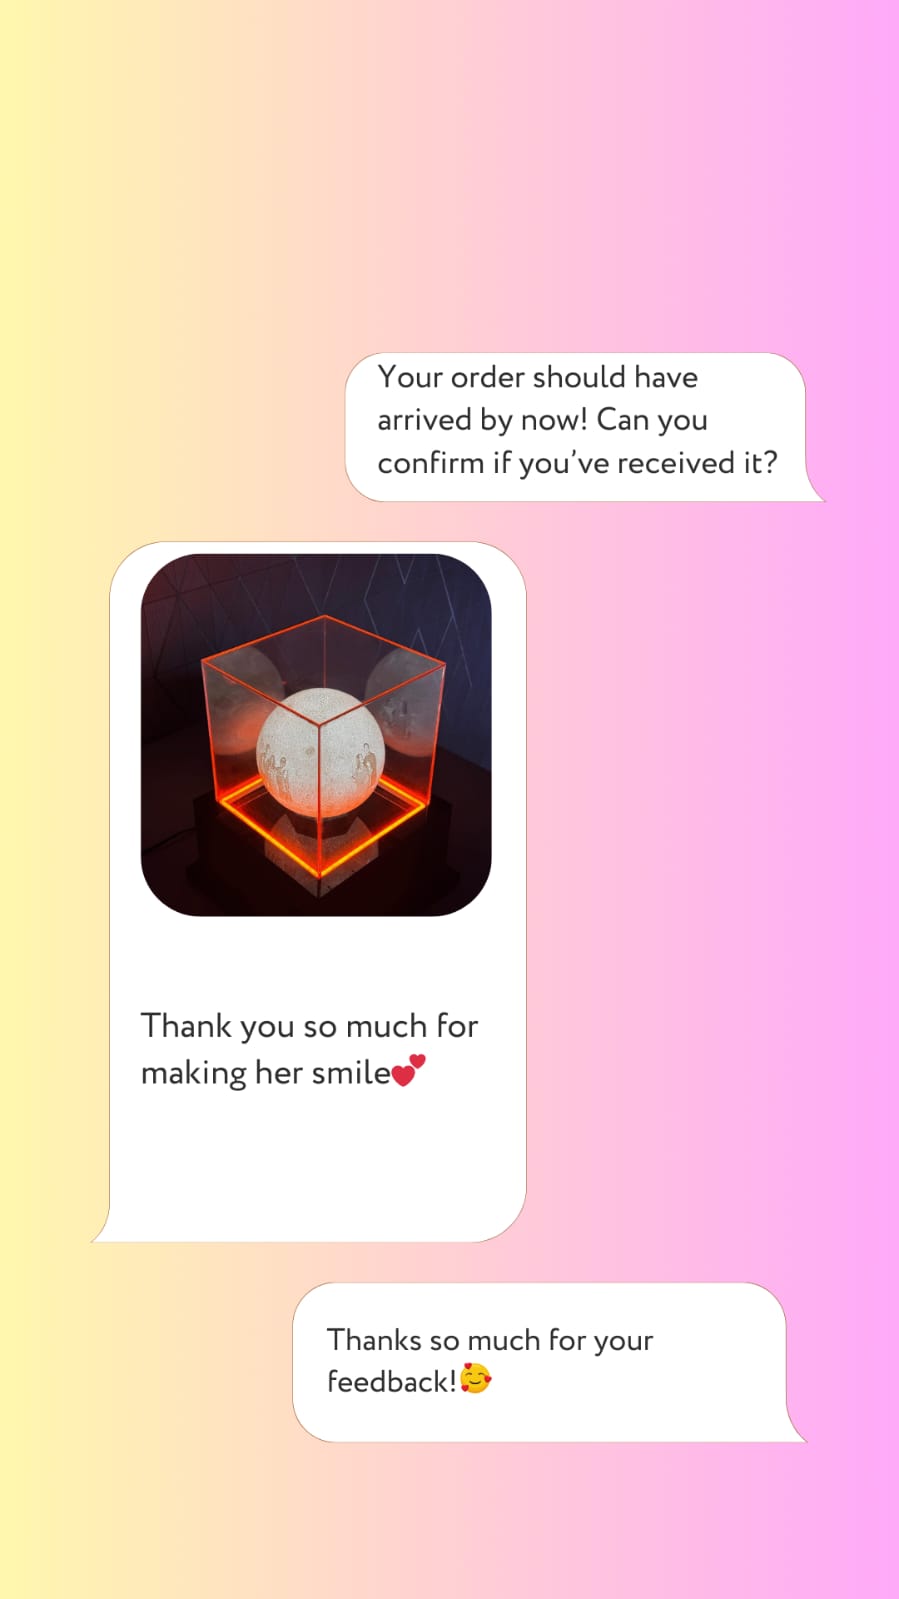 Your order should have
arrived by now! Can you
confirm if you’ve received it?
Thank you so much for
making her smile💕
Thanks so much for your
feedback!🥰